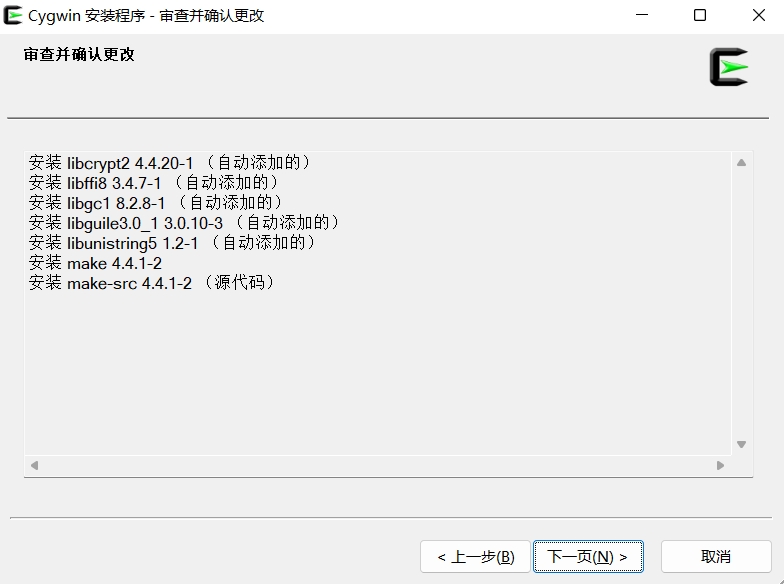 Cygwin 安装程序 - 审查并确认更改
审查并确认更改
安装 libcrypt2 4.4.20-1 （自动添加的）
安装 libffi8 3.4.7-1 （自动添加的）
安装 libgc1 8.2.8-1 （自动添加的）
安装 libguile3.0_1 3.0.10-3 （自动添加的）
安装 libunistring5 1.2-1 （自动添加的）
安装 make 4.4.1-2
安装 make-src 4.4.1-2 （源代码）
< 上一步(B)
下一页(N) >
取消